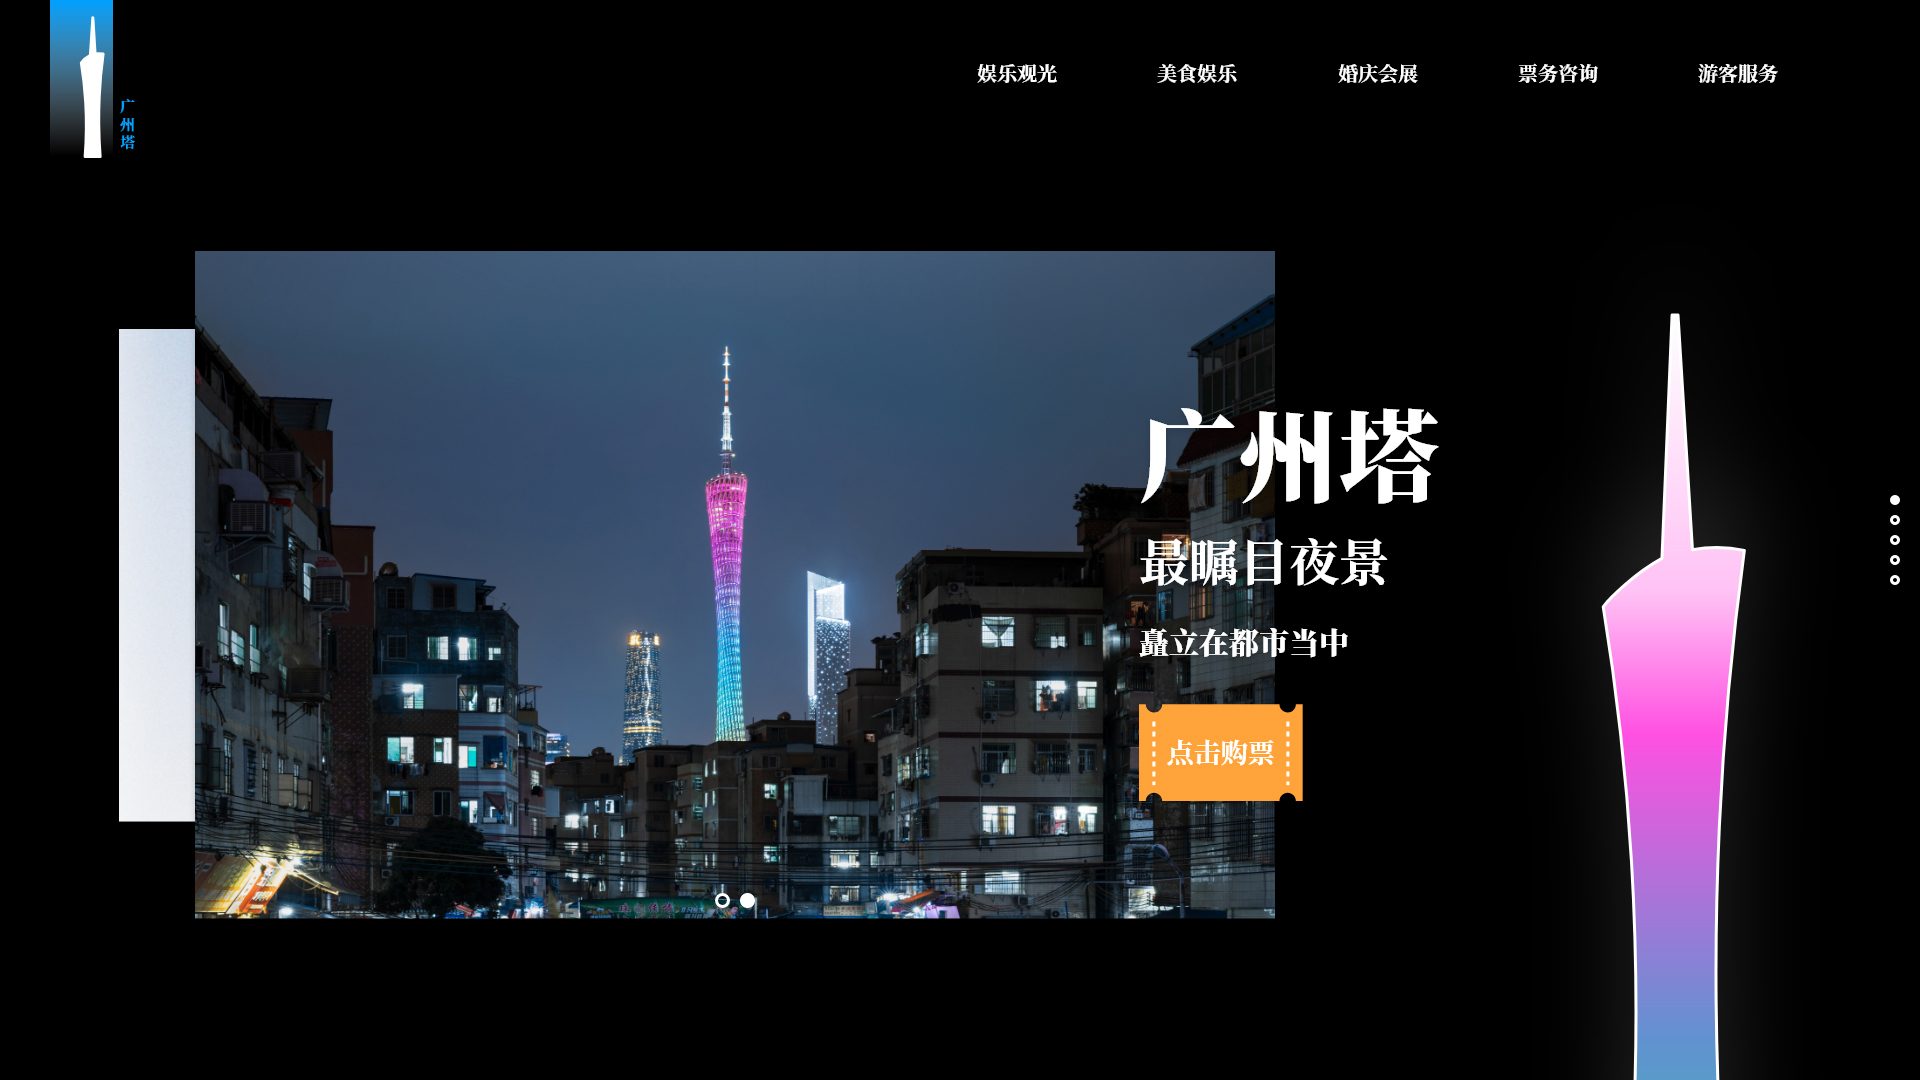 广
州
塔
娱乐观光
美食娱乐
婚庆会展
票务咨询
游客服务
广州塔
最瞩目夜景
矗立在都市当中
点击购票